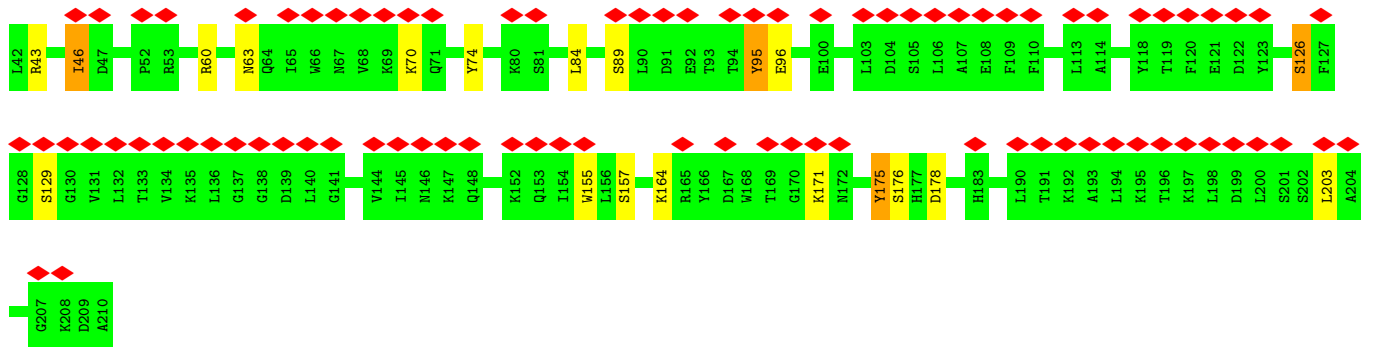 L42 R43 I46 D47 P52 R53 R60 N63 Q64 I65 W66 N67 V68 K69 K70 Q71 Y74 K80 S81 L84 S89 L90 D91 E92 T93 T94 Y95 E96 E100 L103 D104 S105 L106 A107 E108 F109 F110 L113 A114 Y118 T119 F120 E121 D122 Y123 S126 F127
G128 S129 G130 V131 L132 T133 V134 K135 L136 G137 G138 D139 L140 G141 V144 I145 N146 K147 Q148 K152 Q153 I154 W155 L156 S157 K164 R165 Y166 D167 W168 T169 G170 K171 N172 Y175 S176 H177 D178 H183 L190 T191 K192 A193 L194 K195 T196 K197 L198 D199 L200 S201 S202 L203 A204
G207 K208 D209 A210